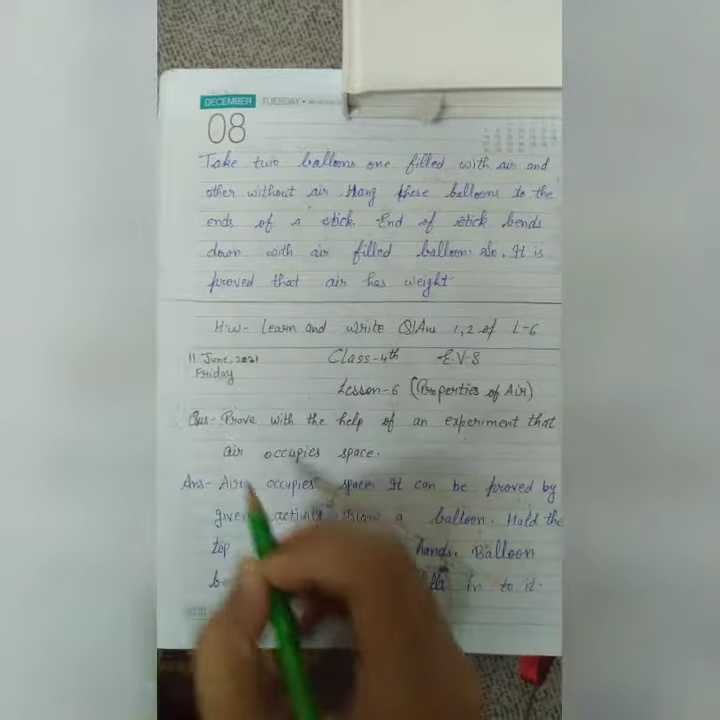 DECEMBER TUESDAY
08
Take two balloons one filled with air and
other without air. Hang these balloons to the
ends of a stick. End of stick bends
down with air filled balloon. So, It is
proved that air has weight.
H.W- Learn and write Q/Ans 1,2 of L-6
11 June, 2021 Class-4th E.V.S
Friday
Lesson-6 (Properties of Air)
Ques- Prove with the help of an experiment that
air occupies space.
Ans- Air occupies space. It can be proved by
given activity. Blow a balloon. Hold the
top hands. Balloon
in to it.